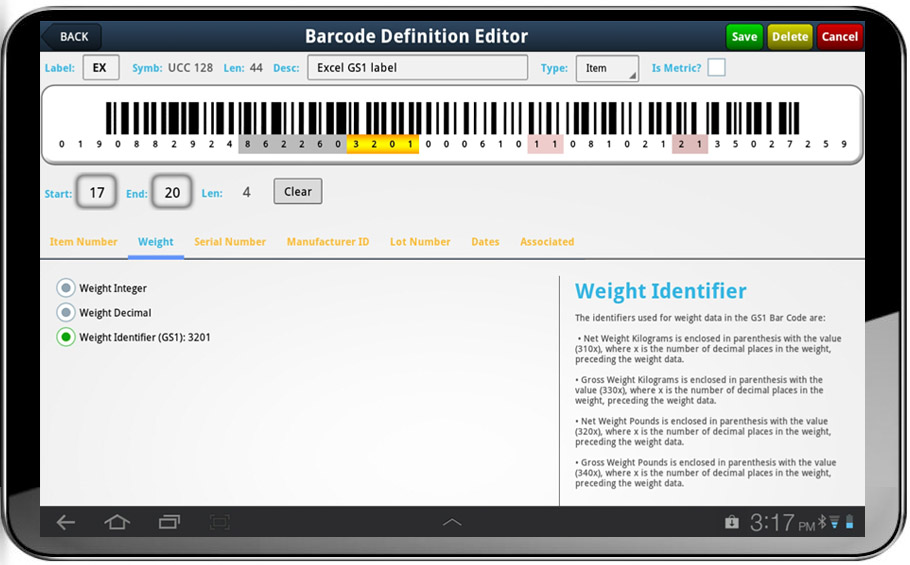 BACK
Barcode Definition Editor
Save Delete Cancel
Label: EX Symb: UCC 128 Len: 44 Desc: Excel GS1 label Type: Item Is Metric?
0 1 9 0 8 8 2 9 2 4 8 6 2 2 6 0 3 2 0 1 0 0 0 6 1 0 1 1 0 8 1 0 2 1 2 1 3 5 0 2 7 2 5 9
Start: 17 End: 20 Len: 4 Clear
Item Number Weight Serial Number Manufacturer ID Lot Number Dates Associated
Weight Integer
Weight Decimal
Weight Identifier (GS1): 3201
Weight Identifier
The identifiers used for weight data in the GS1 Bar Code are:
• Net Weight Kilograms is enclosed in parenthesis with the value
(310x), where x is the number of decimal places in the weight,
preceding the weight data.
• Gross Weight Kilograms is enclosed in parenthesis with the
value (330x), where x is the number of decimal places in the
weight, preceding the weight data.
• Net Weight Pounds is enclosed in parenthesis with the value
(320x), where x is the number of decimal places in the weight,
preceding the weight data.
• Gross Weight Pounds is enclosed in parenthesis with the value
(340x), where x is the number of decimal places in the weight,
preceding the weight data.
3:17 PM